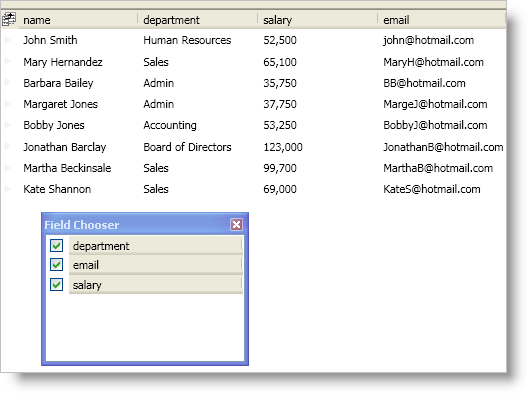 name department salary email
John Smith Human Resources 52,500 john@hotmail.com
Mary Hernandez Sales 65,100 MaryH@hotmail.com
Barbara Bailey Admin 35,750 BB@hotmail.com
Margaret Jones Admin 37,750 MargeJ@hotmail.com
Bobby Jones Accounting 53,250 BobbyJ@hotmail.com
Jonathan Barclay Board of Directors 123,000 JonathanB@hotmail.com
Martha Beckinsale Sales 99,700 MarthaB@hotmail.com
Kate Shannon Sales 69,000 KateS@hotmail.com
Field Chooser
department
email
salary